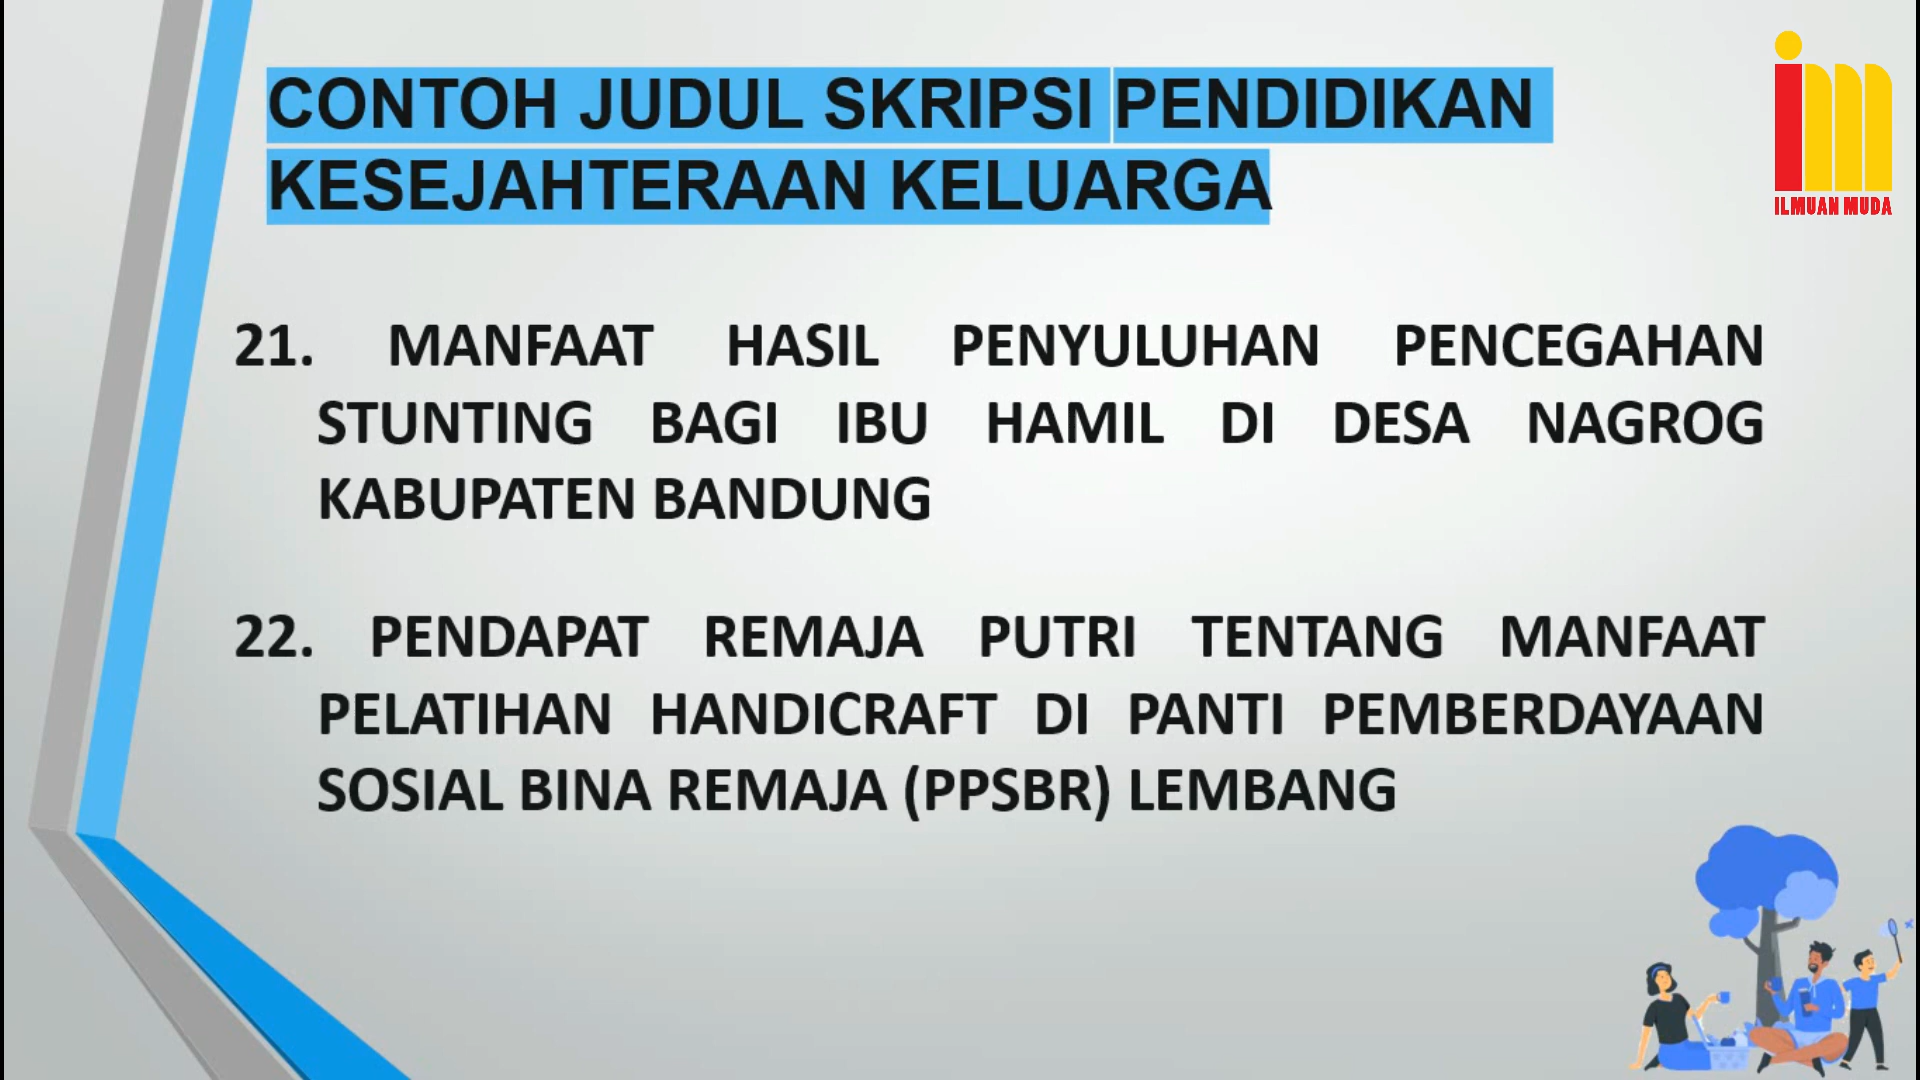 CONTOH JUDUL SKRIPSI PENDIDIKAN
KESEJAHTERAAN KELUARGA
ILMUAN MUDA
21. MANFAAT HASIL PENYULUHAN PENCEGAHAN
STUNTING BAGI IBU HAMIL DI DESA NAGROG
KABUPATEN BANDUNG
22. PENDAPAT REMAJA PUTRI TENTANG MANFAAT
PELATIHAN HANDICRAFT DI PANTI PEMBERDAYAAN
SOSIAL BINA REMAJA (PPSBR) LEMBANG